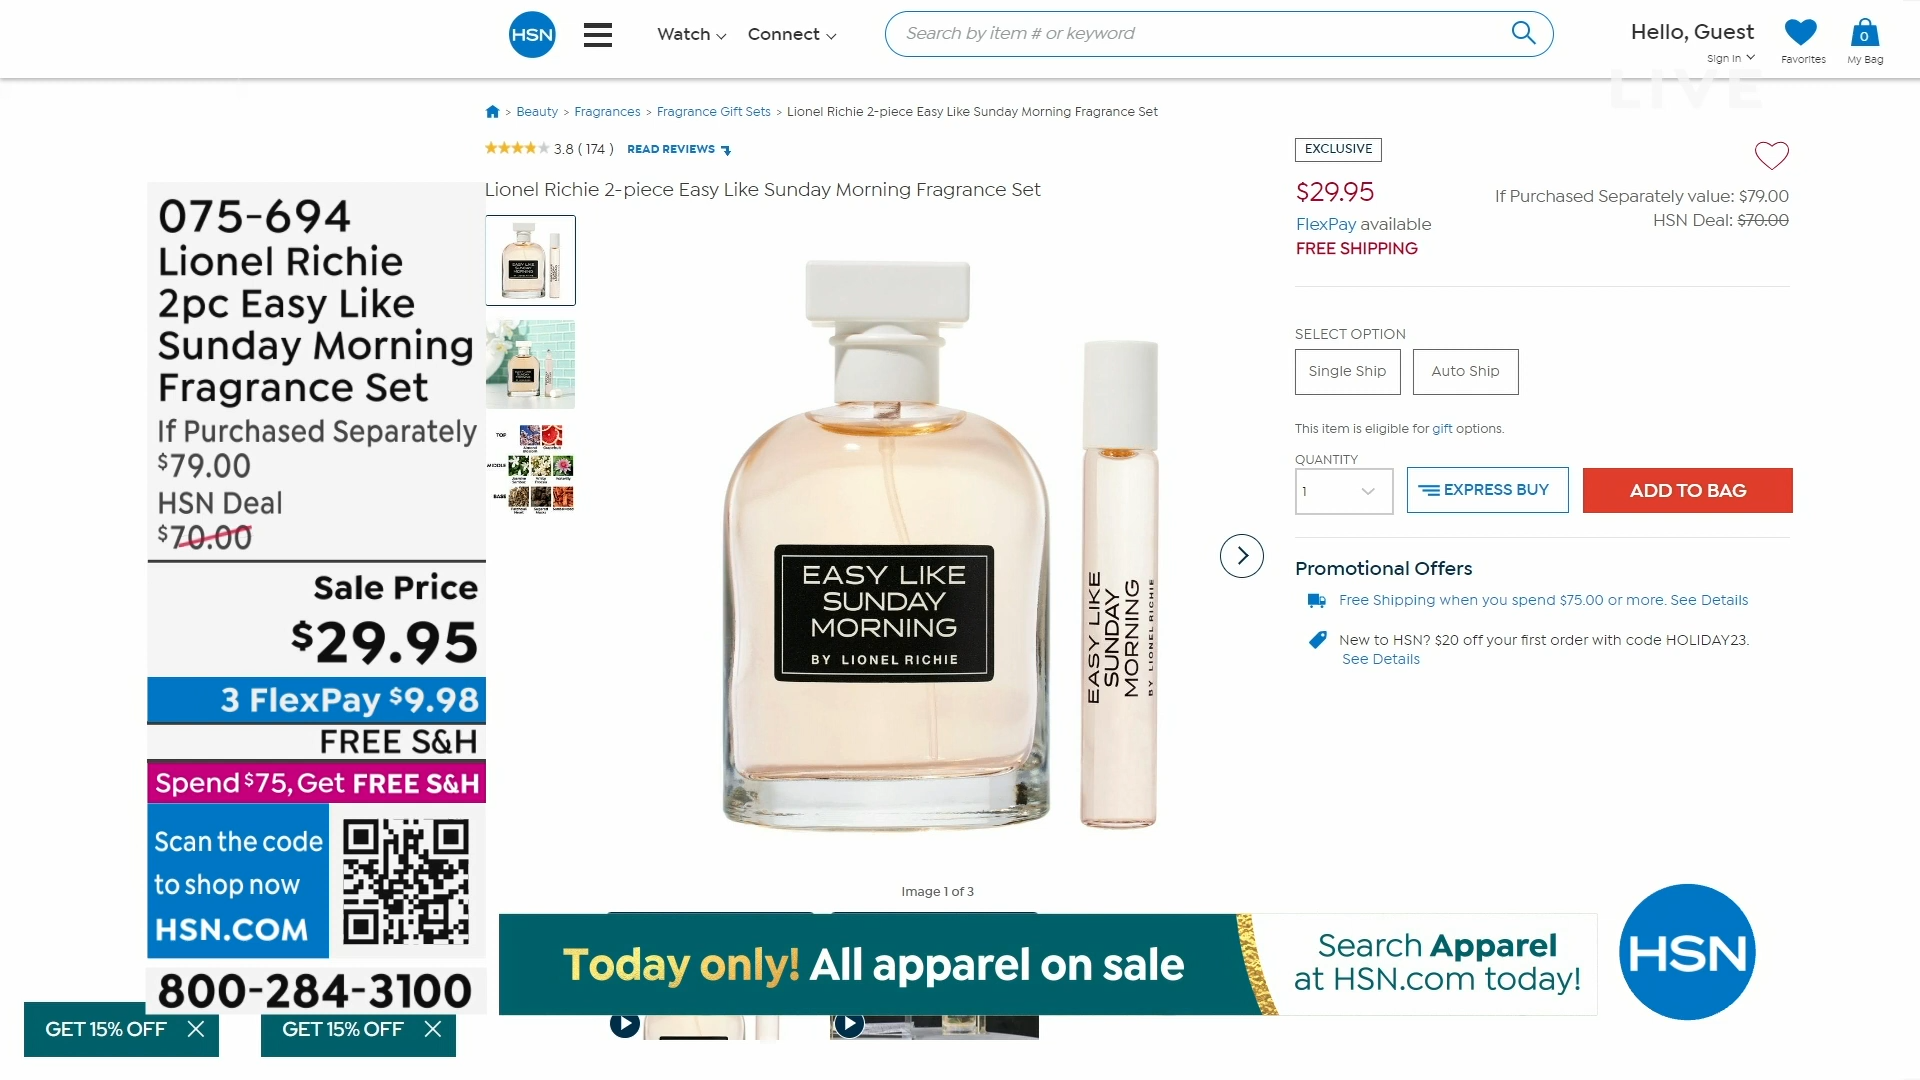 HSN
Watch
Connect
Search by item # or keyword
Hello, Guest
Sign In
Favorites
0
My Bag
LIVE
> Beauty > Fragrances > Fragrance Gift Sets > Lionel Richie 2-piece Easy Like Sunday Morning Fragrance Set
3.8 ( 174 ) READ REVIEWS
Lionel Richie 2-piece Easy Like Sunday Morning Fragrance Set
EXCLUSIVE
$29.95
If Purchased Separately value: $79.00
FlexPay available
HSN Deal: $70.00
FREE SHIPPING
SELECT OPTION
Single Ship
Auto Ship
This item is eligible for gift options.
QUANTITY
1
EXPRESS BUY
ADD TO BAG
Promotional Offers
Free Shipping when you spend $75.00 or more. See Details
New to HSN? $20 off your first order with code HOLIDAY23.
See Details
075-694
Lionel Richie
2pc Easy Like
Sunday Morning
Fragrance Set
If Purchased Separately
$79.00
HSN Deal
$70.00
Sale Price
$29.95
3 FlexPay $9.98
FREE S&H
Spend $75, Get FREE S&H
Scan the code
to shop now
HSN.COM
800-284-3100
GET 15% OFF
GET 15% OFF
TOP
MIDDLE
BASE
EASY LIKE
SUNDAY
MORNING
BY LIONEL RICHIE
EASY LIKE
SUNDAY
MORNING
BY LIONEL RICHIE
Image 1 of 3
Today only! All apparel on sale
Search Apparel
at HSN.com today!
HSN